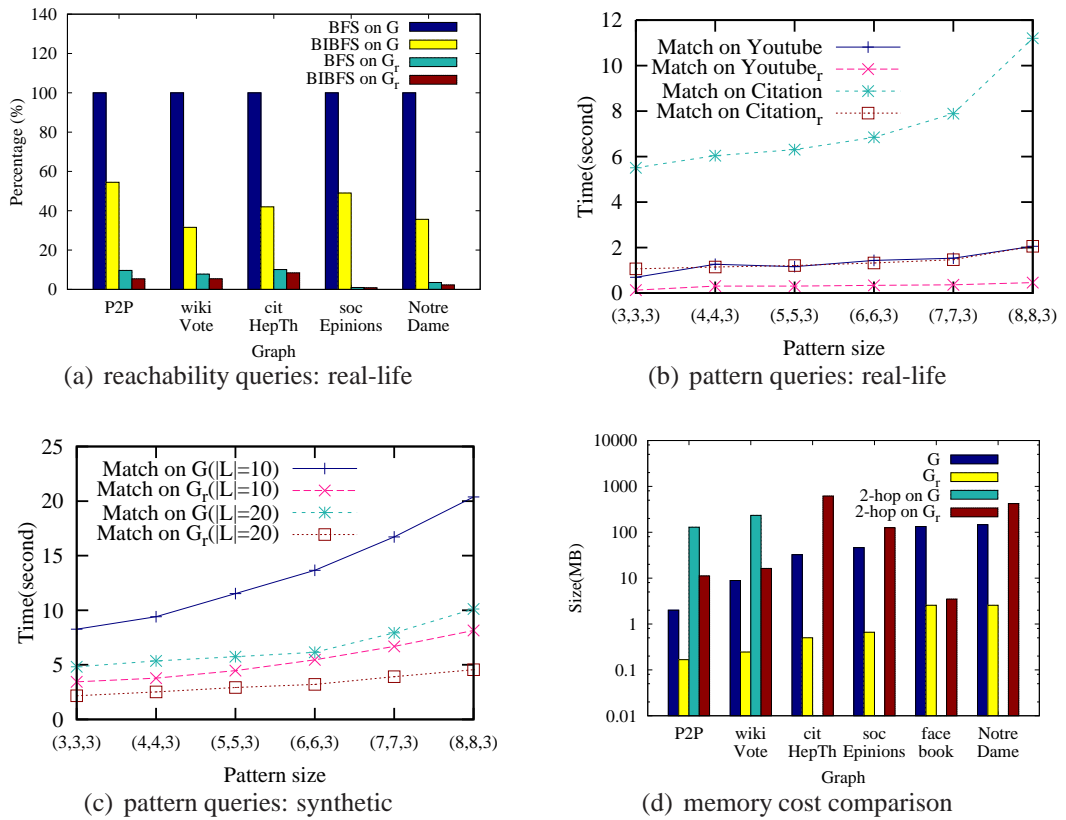 140
120
100
80
60
40
20
0
Percentage (%)
BFS on G
BIBFS on G
BFS on Gr
BIBFS on Gr
P2P
wiki Vote
cit HepTh
soc Epinions
Notre Dame
Graph
(a) reachability queries: real-life
12
10
8
6
4
2
0
Time(second)
Match on Youtube
Match on Youtuber
Match on Citation
Match on Citationr
(3,3,3) (4,4,3) (5,5,3) (6,6,3) (7,7,3) (8,8,3)
Pattern size
(b) pattern queries: real-life
25
20
15
10
5
0
Time(second)
Match on G(|L|=10)
Match on Gr(|L|=10)
Match on G(|L|=20)
Match on Gr(|L|=20)
(3,3,3) (4,4,3) (5,5,3) (6,6,3) (7,7,3) (8,8,3)
Pattern size
(c) pattern queries: synthetic
10000
1000
100
10
1
0.1
0.01
Size(MB)
G
Gr
2-hop on G
2-hop on Gr
P2P
wiki Vote
cit HepTh
soc Epinions
face book
Notre Dame
Graph
(d) memory cost comparison